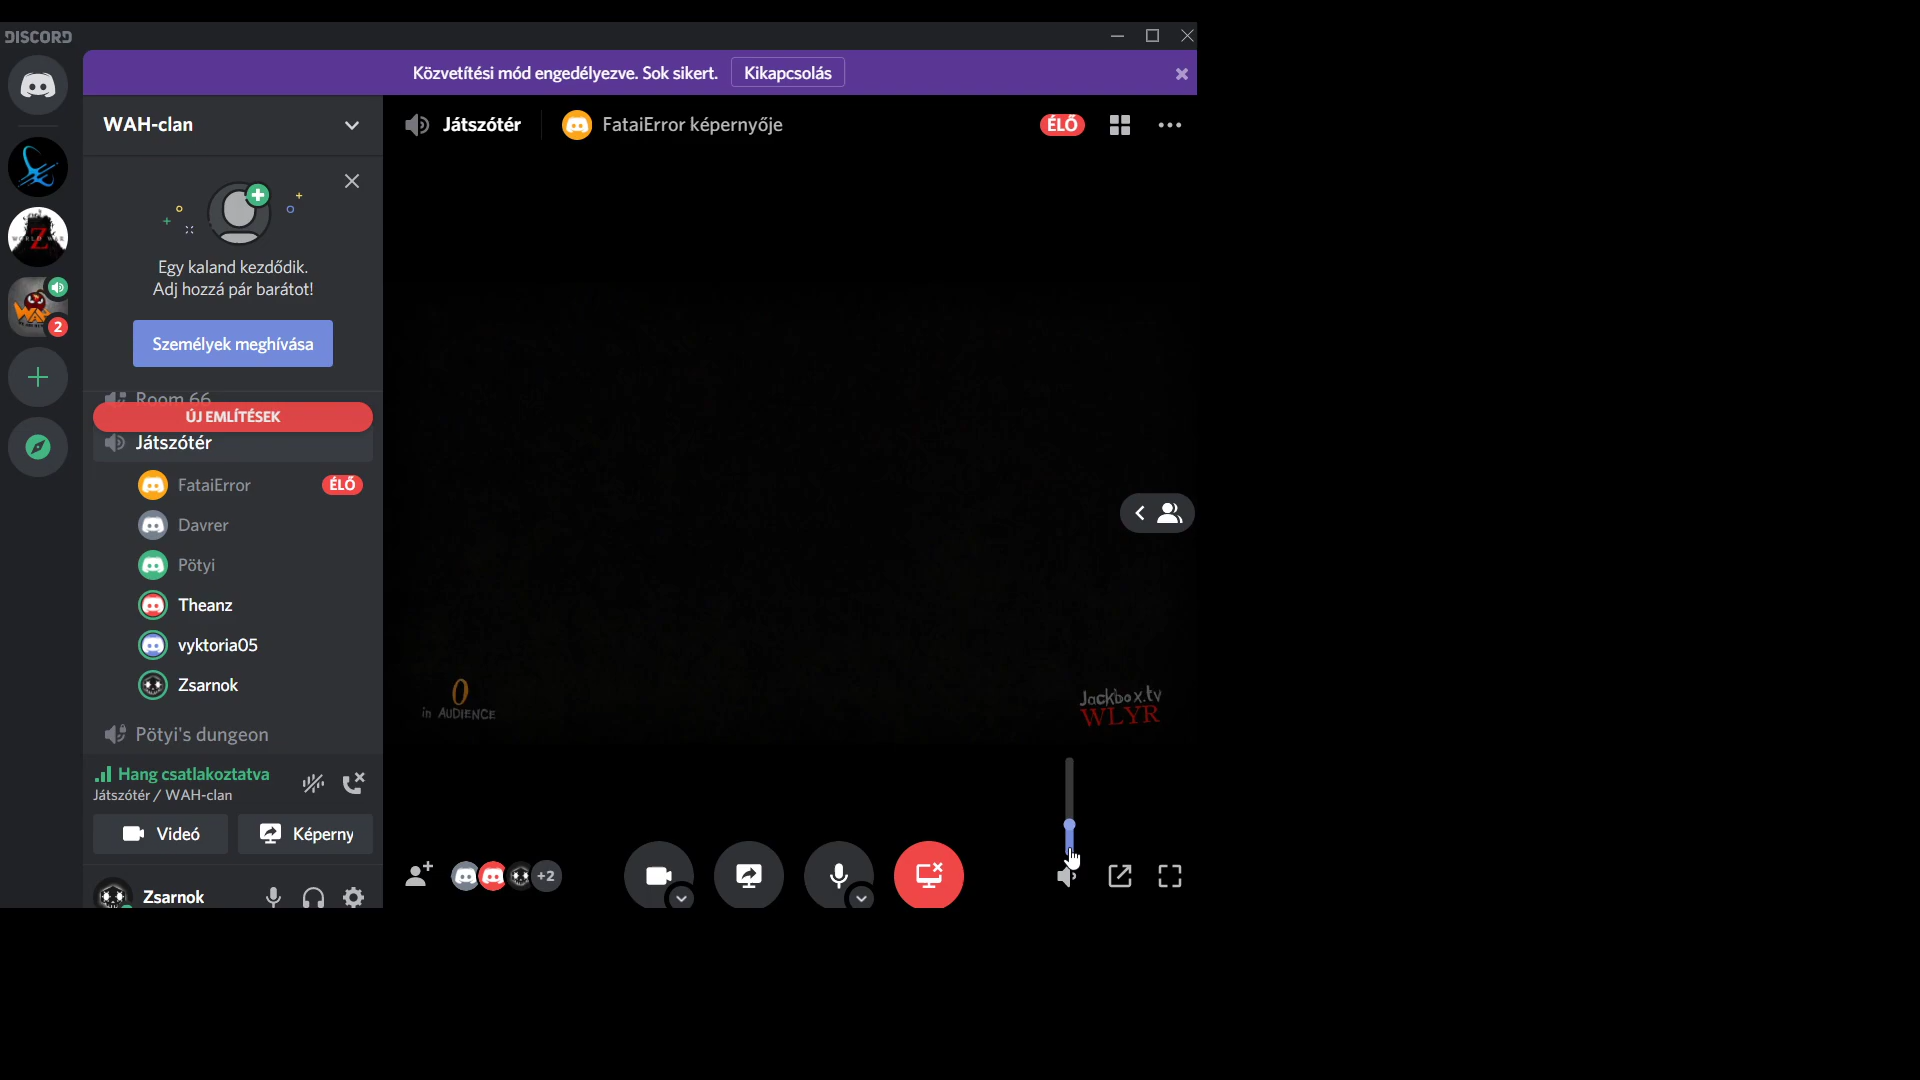 DISCORD
Közvetítési mód engedélyezve. Sok sikert.
Kikapcsolás
WAH-clan
Játszótér
FataiError képernyője
ÉLŐ
Egy kaland kezdődik.
Adj hozzá pár barátot!
Személyek meghívása
2
Room 66
ÚJ EMLÍTÉSEK
Játszótér
FataiError
ÉLŐ
Davrer
Pötyi
Theanz
vyktoria05
Zsarnok
Pötyi's dungeon
0
in AUDIENCE
Jackbox.tv
WLYR
Hang csatlakoztatva
Játszótér / WAH-clan
Videó
Képerny
+2
Zsarnok